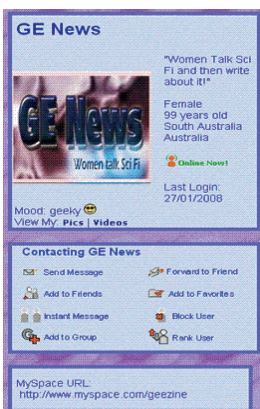 GE News
"Women Talk Sci
Fi and then write
about it!"
Female
99 years old
South Australia
Australia
Online Now!
Last Login:
27/01/2008
GE News
Women talk Sci Fi
Mood: geeky
View My: Pics | Videos
Contacting GE News
Send Message
Forward to Friend
Add to Friends
Add to Favorites
Instant Message
Block User
Add to Group
Rank User
MySpace URL:
http://www.myspace.com/geezine